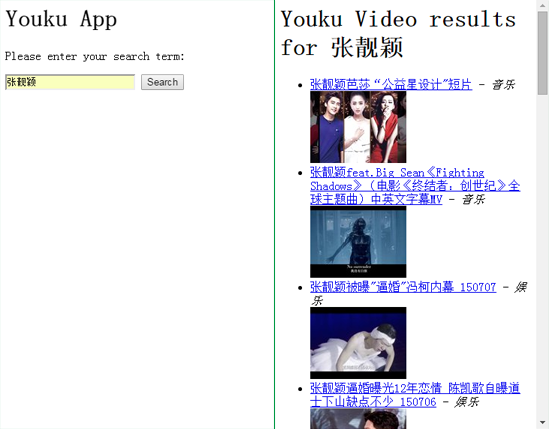 Youku App
Please enter your search term:
张靓颖
Search
Youku Video results
for 张靓颖
张靓颖芭莎“公益星设计"短片 - 音乐
张靓颖feat.Big Sean《Fighting
Shadows》(电影《终结者：创世纪》全
球主题曲）中英文字幕MV - 音乐
No surrender
张靓颖被曝"逼婚"冯柯内幕 150707 - 娱
乐
张靓颖逼婚曝光12年恋情 陈凯歌自曝道
士下山缺点不少 150706 - 娱乐